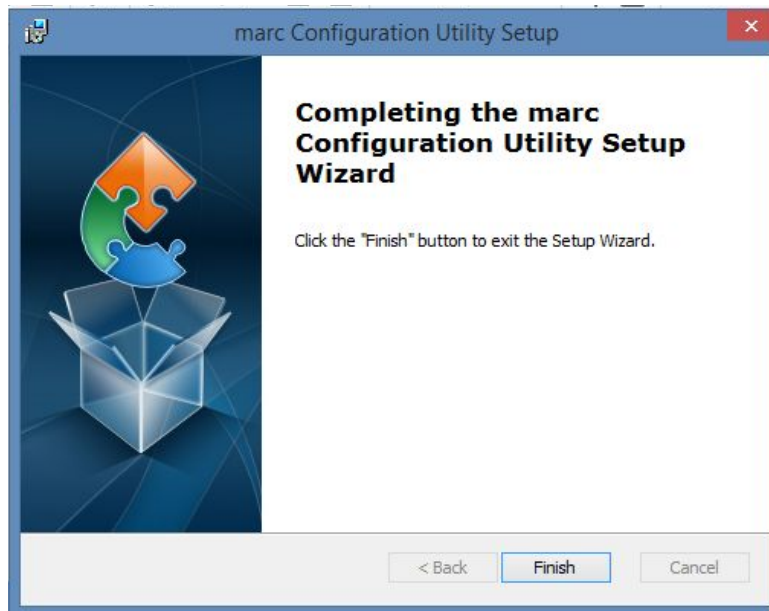 marc Configuration Utility Setup
Completing the marc
Configuration Utility Setup
Wizard
Click the "Finish" button to exit the Setup Wizard.
< Back
Finish
Cancel